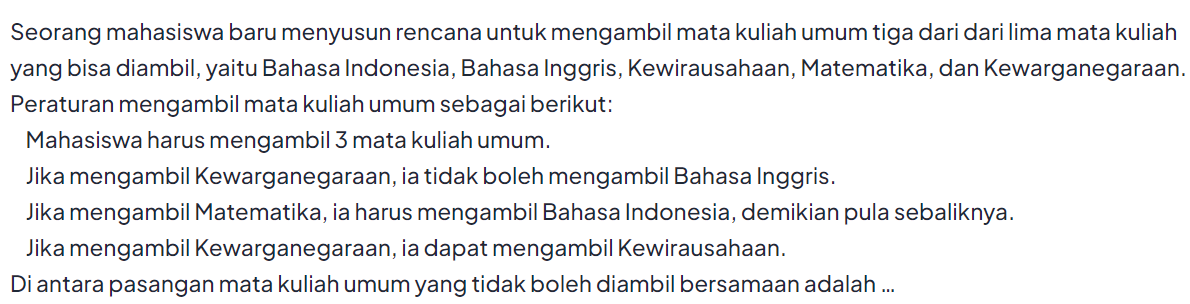 Seorang mahasiswa baru menyusun rencana untuk mengambil mata kuliah umum tiga dari dari lima mata kuliah
yang bisa diambil, yaitu Bahasa Indonesia, Bahasa Inggris, Kewirausahaan, Matematika, dan Kewarganegaraan.
Peraturan mengambil mata kuliah umum sebagai berikut:
Mahasiswa harus mengambil 3 mata kuliah umum.
Jika mengambil Kewarganegaraan, ia tidak boleh mengambil Bahasa Inggris.
Jika mengambil Matematika, ia harus mengambil Bahasa Indonesia, demikian pula sebaliknya.
Jika mengambil Kewarganegaraan, ia dapat mengambil Kewirausahaan.
Di antara pasangan mata kuliah umum yang tidak boleh diambil bersamaan adalah ...